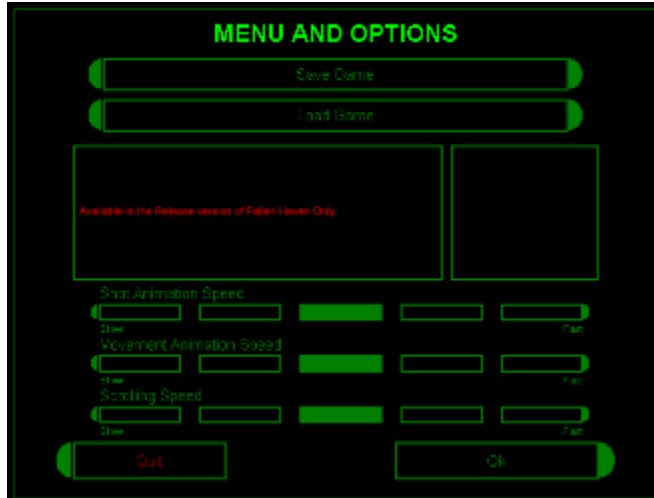 MENU AND OPTIONS
Save Game
Load Game
Available in the Release version of Fallen Haven Only.
Shot Animation Speed
Slow Fast
Movement Animation Speed
Slow Fast
Scrolling Speed
Slow Fast
Quit Ok